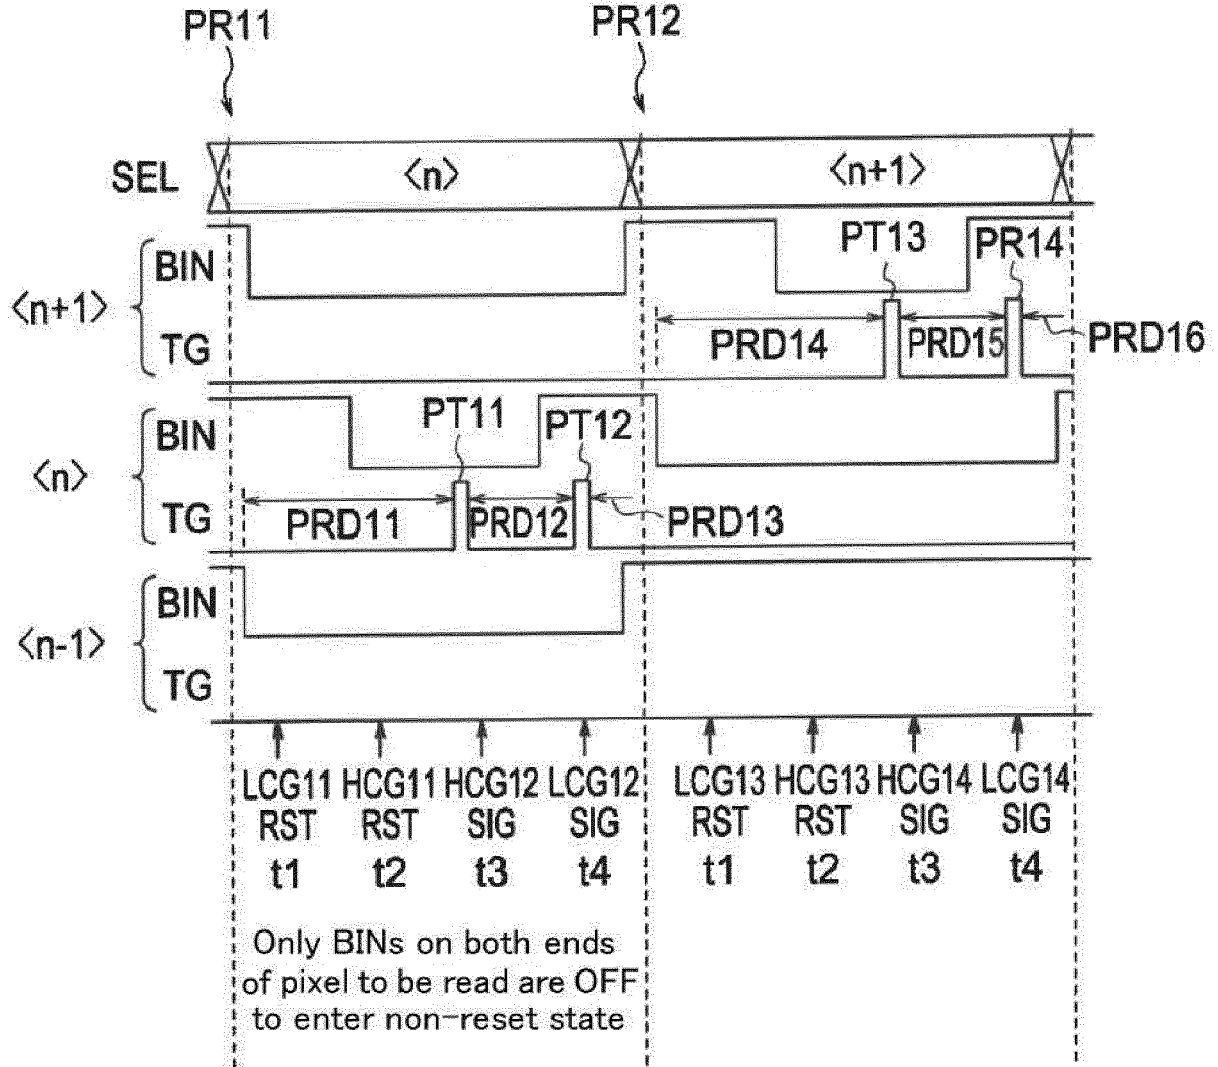 PR11 PR12
SEL <n> <n+1>
<n+1> BIN PT13 PR14
TG PRD14 PRD15 PRD16
<n> BIN PT11 PT12
TG PRD11 PRD12 PRD13
<n-1> BIN
TG
LCG11 HCG11 HCG12 LCG12 LCG13 HCG13 HCG14 LCG14
RST RST SIG SIG RST RST SIG SIG
t1 t2 t3 t4 t1 t2 t3 t4
Only BINs on both ends
of pixel to be read are OFF
to enter non-reset state